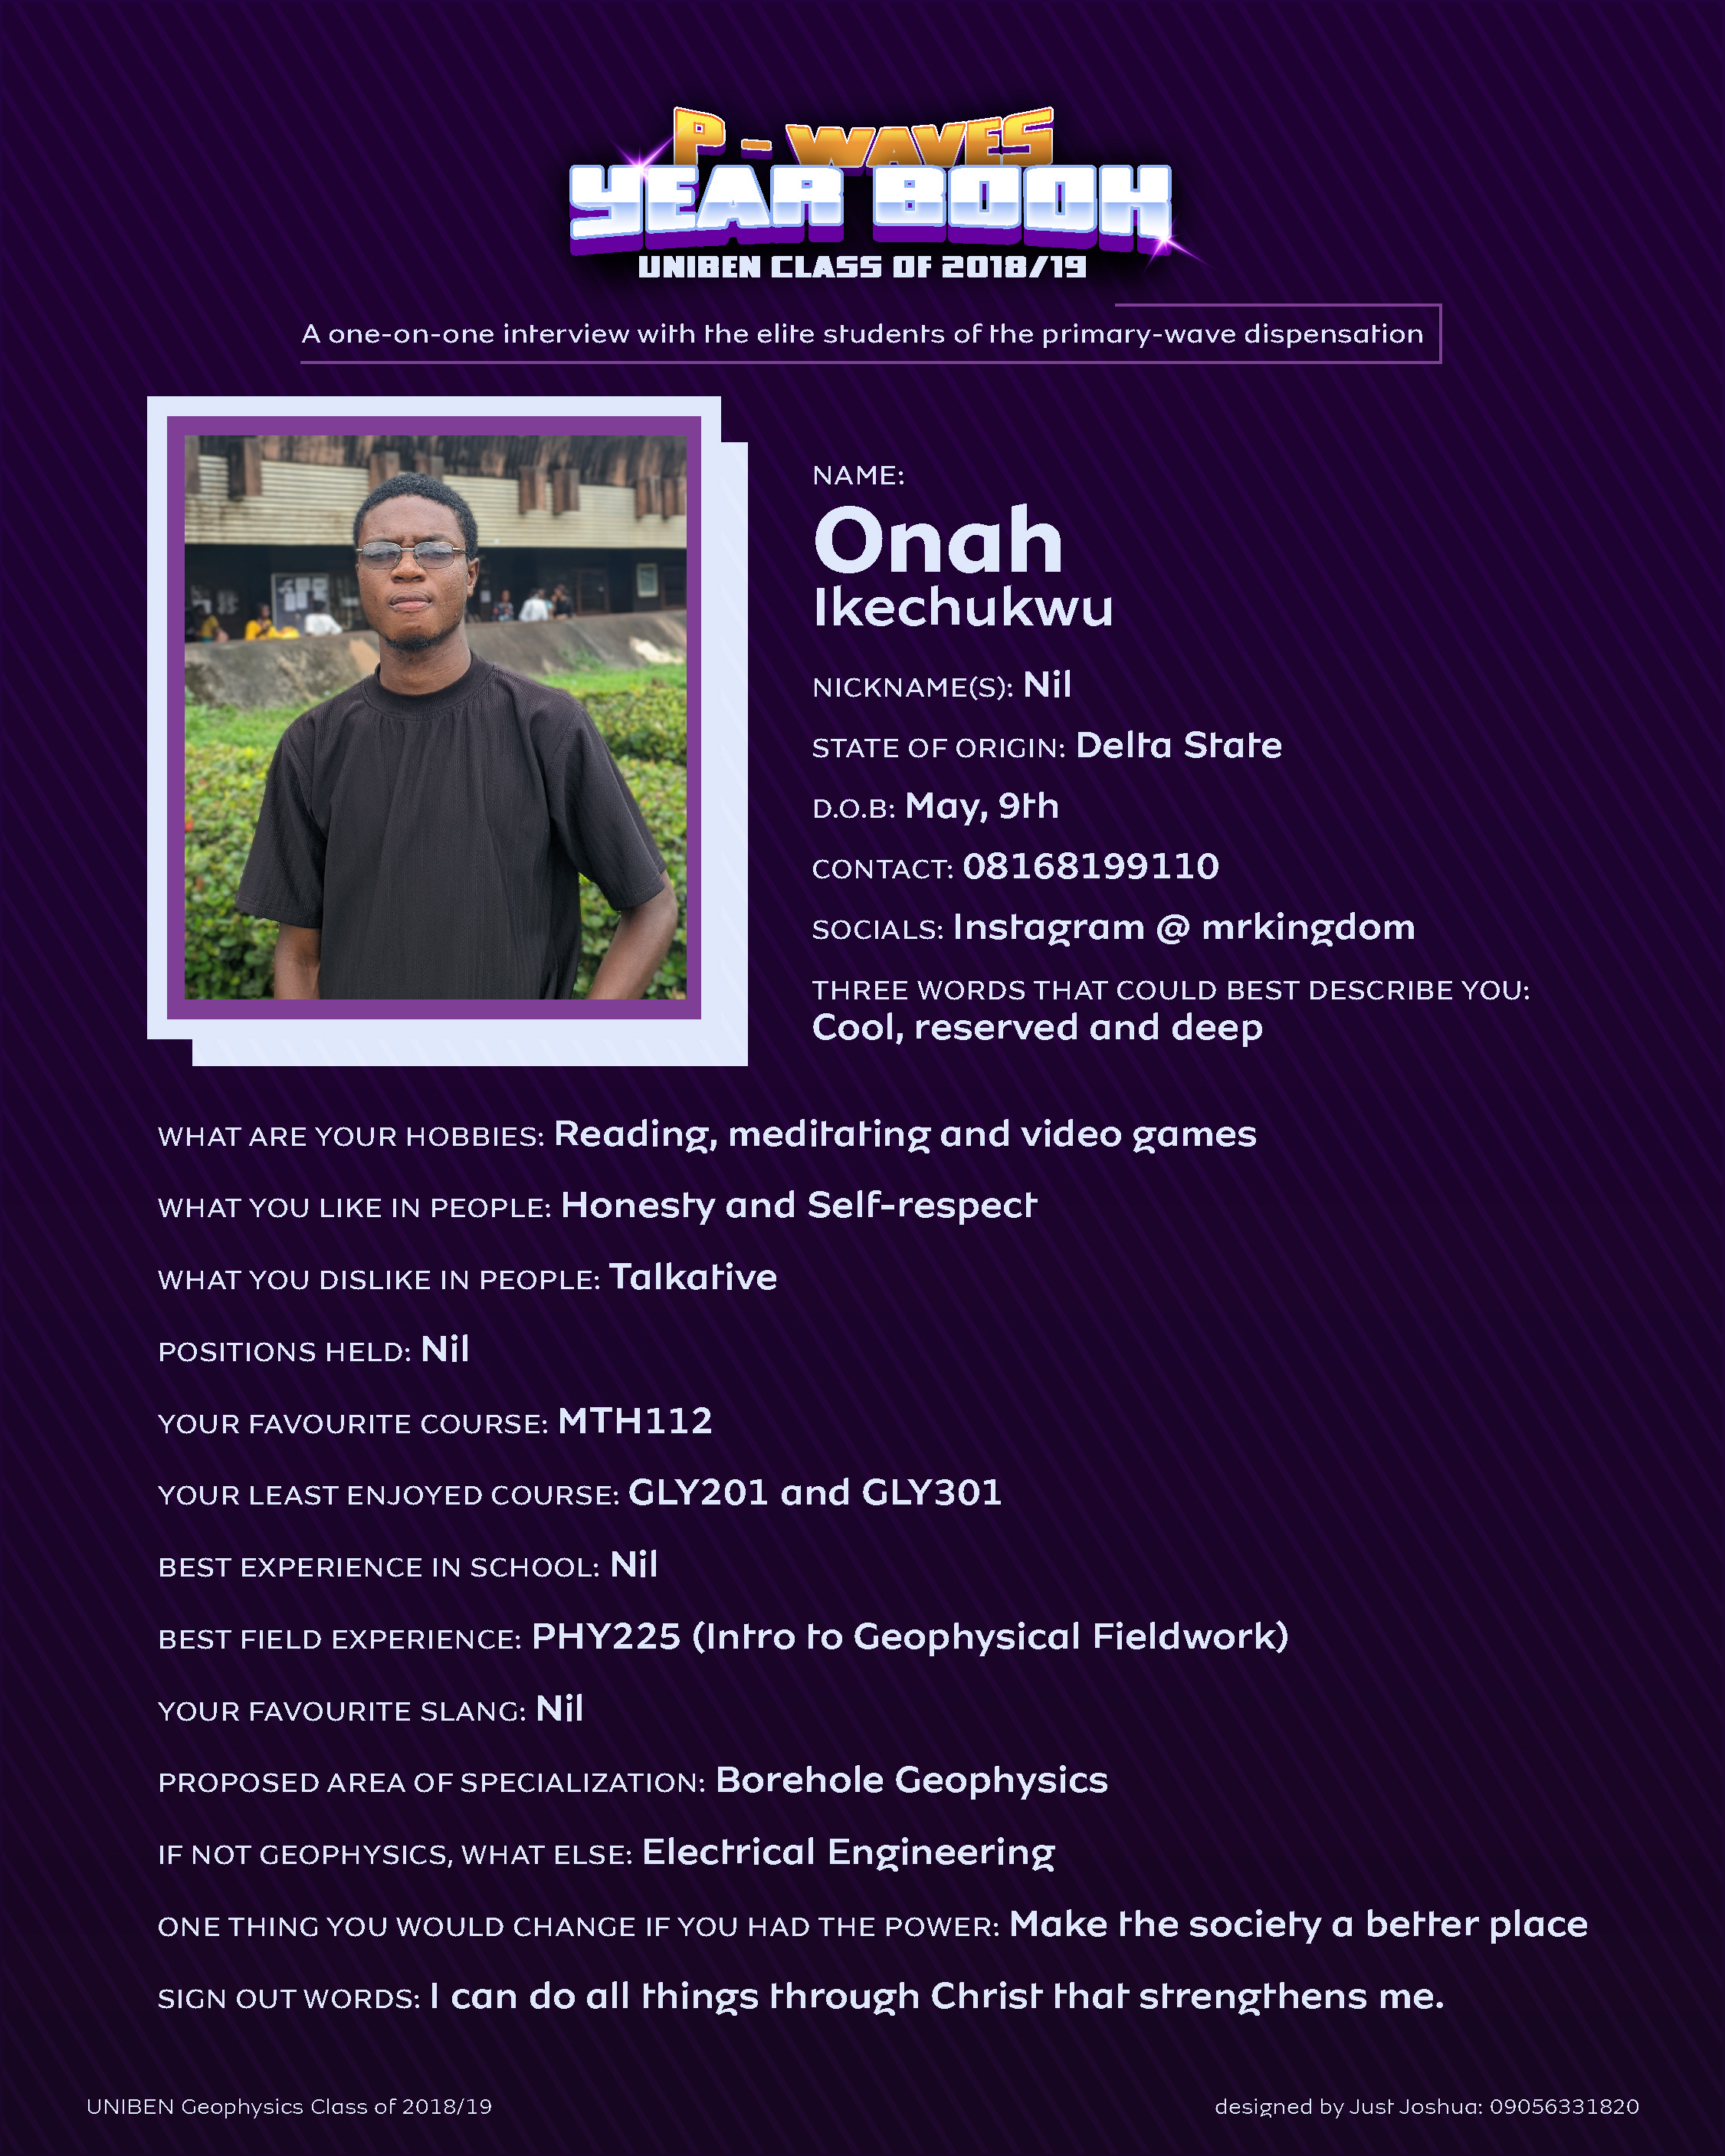 P - WAVES
YEAR BOOK
UNIBEN CLASS OF 2018/19
A one-on-one interview with the elite students of the primary-wave dispensation
NAME:
Onah
Ikechukwu
NICKNAME(S): Nil
STATE OF ORIGIN: Delta State
D.O.B: May, 9th
CONTACT: 08168199110
SOCIALS: Instagram @ mrkingdom
THREE WORDS THAT COULD BEST DESCRIBE YOU:
Cool, reserved and deep
WHAT ARE YOUR HOBBIES: Reading, meditating and video games
WHAT YOU LIKE IN PEOPLE: Honesty and Self-respect
WHAT YOU DISLIKE IN PEOPLE: Talkative
POSITIONS HELD: Nil
YOUR FAVOURITE COURSE: MTH112
YOUR LEAST ENJOYED COURSE: GLY201 and GLY301
BEST EXPERIENCE IN SCHOOL: Nil
BEST FIELD EXPERIENCE: PHY225 (Intro to Geophysical Fieldwork)
YOUR FAVOURITE SLANG: Nil
PROPOSED AREA OF SPECIALIZATION: Borehole Geophysics
IF NOT GEOPHYSICS, WHAT ELSE: Electrical Engineering
ONE THING YOU WOULD CHANGE IF YOU HAD THE POWER: Make the society a better place
SIGN OUT WORDS: I can do all things through Christ that strengthens me.
UNIBEN Geophysics Class of 2018/19
designed by Just Joshua: 09056331820